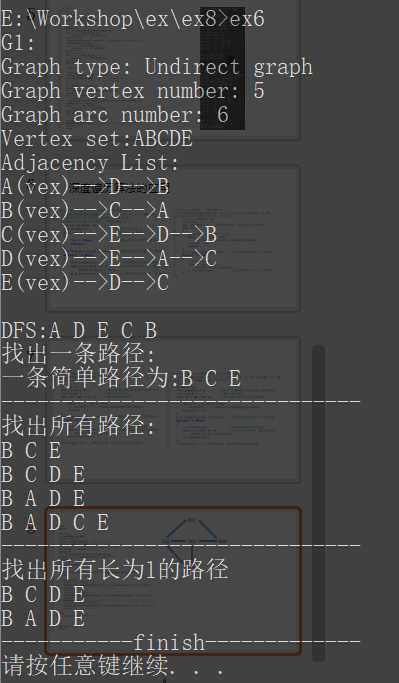 E:\Workshop\ex\ex8>ex6
G1:
Graph type: Undirect graph
Graph vertex number: 5
Graph arc number: 6
Vertex set:ABCDE
Adjacency List:
A(vex)-->D-->B
B(vex)-->C-->A
C(vex)-->E-->D-->B
D(vex)-->E-->A-->C
E(vex)-->D-->C
DFS:A D E C B
找出一条路径:
一条简单路径为:B C E
------------------------------
找出所有路径:
B C E
B C D E
B A D E
B A D C E
------------------------------
找出所有长为l的路径
B C D E
B A D E
-----------finish-------------
请按任意键继续. . .